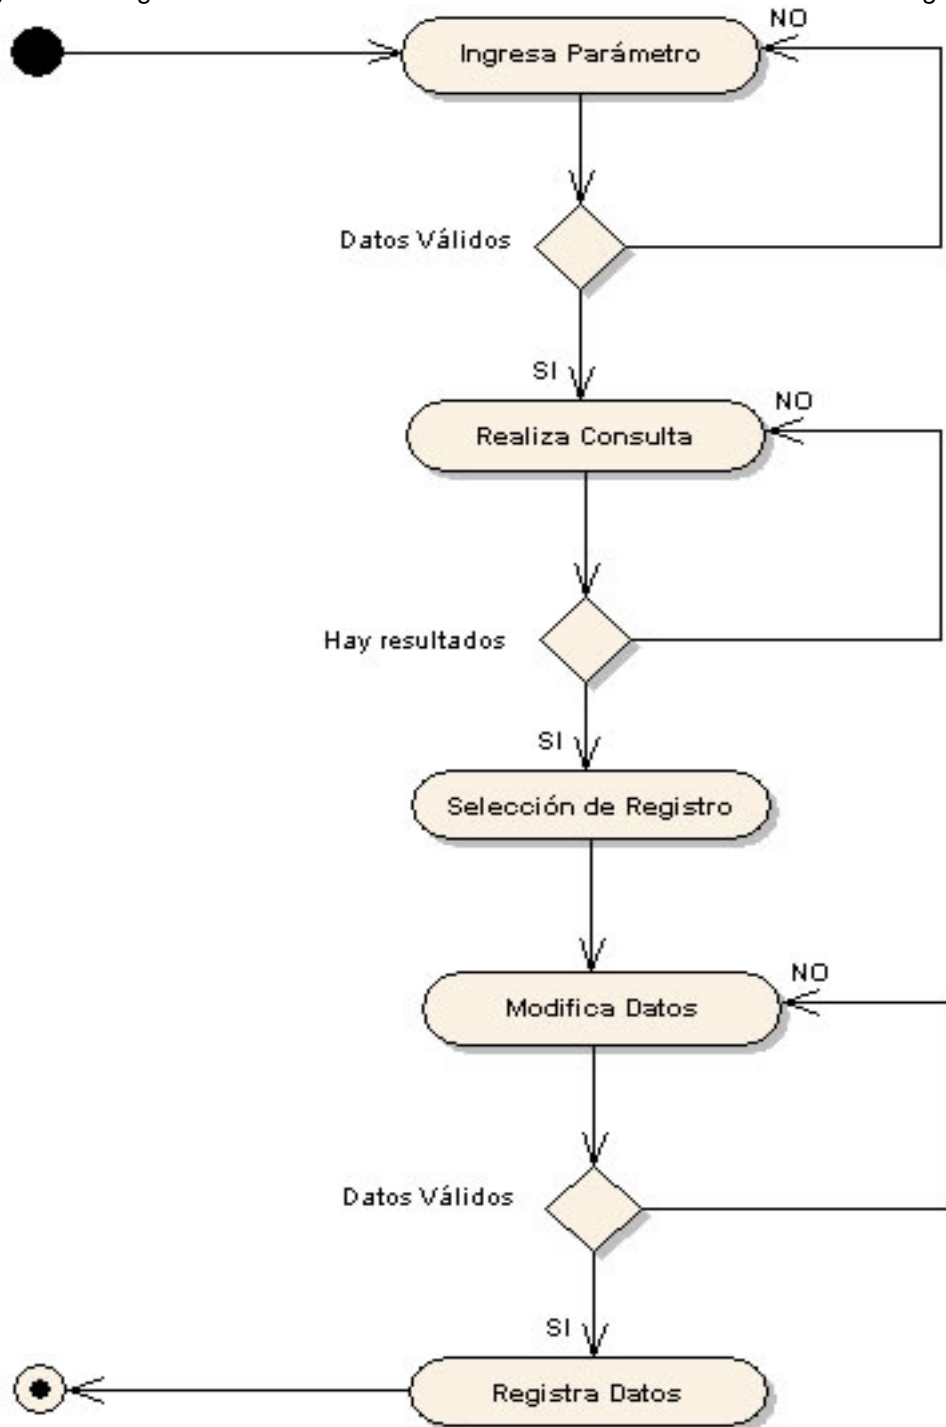 NO
Ingresa Parámetro
Datos Válidos
SI
NO
Realiza Consulta
Hay resultados
SI
Selección de Registro
NO
Modifica Datos
Datos Válidos
SI
Registra Datos